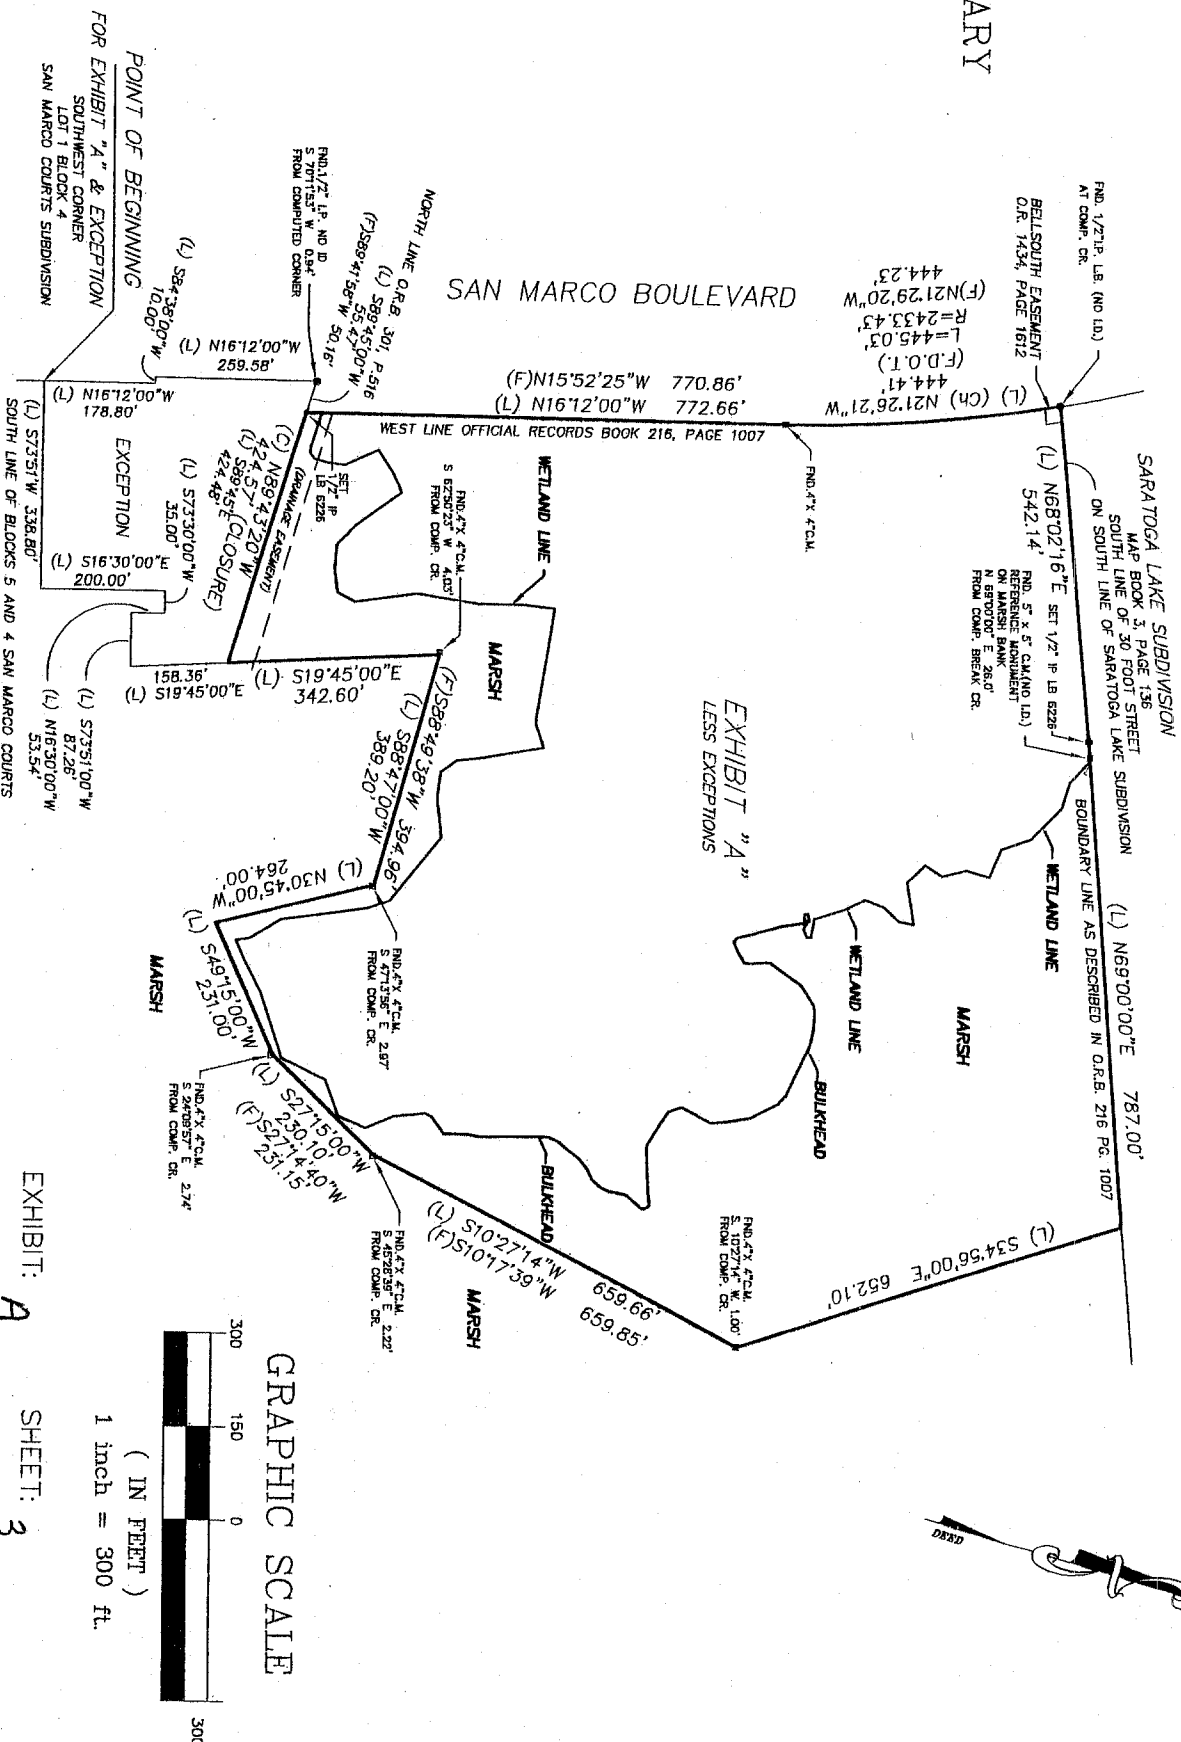 ARY
SARATOGA LAKE SUBDIVISION
MAP BOOK 3, PAGE 136
SOUTH LINE OF 30 FOOT STREET
ON SOUTH LINE OF SARATOGA LAKE SUBDIVISION
(L) N69°00'00"E 787.00'
BOUNDARY LINE AS DESCRIBED IN O.R.B. 216 PG. 1007
FND. 1/2" I.P. L.B. (NO I.D.)
AT COMP. CR.
BELLSOUTH EASEMENT
O.R. 1434, PAGE 1612
(L) N68°02'16"E
542.14'
SET 1/2" IP LB 6226
FND. 5" x 5" C.M.(NO I.D.)
REFERENCE MONUMENT
ON MARSH BANK
N 69°00'00" E 26.0'
FROM COMP. BREAK CR.
(L) (Ch) N21°26'21"W
444.41'
(F.D.O.T.)
L=445.03'
R=2433.43'
(F)N21°29'20"W
444.23'
SAN MARCO BOULEVARD
(F)N15°52'25"W 770.86'
(L) N16°12'00"W 772.66'
WEST LINE OFFICIAL RECORDS BOOK 216, PAGE 1007
FND.4"X 4"C.M.
WETLAND LINE
WETLAND LINE
WETLAND LINE
MARSH
BULKHEAD
EXHIBIT "A"
LESS EXCEPTIONS
MARSH
(L) S34°56'00"E 652.10'
FND.4"X 4"C.M.
S. 10°27'14" W. 1.00'
FROM COMP. CR.
NORTH LINE O.R.B. 301, P.516
(L) S89°45'00"W
55.47'
(F)S89°41'58"W 50.16'
FND.1/2" I.P. NO ID
S 70°11'53" W 0.94'
FROM COMPUTED CORNER
SET
1/2" IP
LB 6226
FND.4"X 4"C.M.
S 62°50'23" W 4.03'
FROM COMP. CR.
(DRAINAGE EASEMENT)
(C) N89°43'20"W
424.57' (CLOSURE)
(L) S89°45'E
424.48'
(L) S19°45'00"E
342.60'
(F)S88°49'38"W 394.96'
(L) S88°47'00"W
389.20'
(L) N30°45'00"W
264.00'
FND.4"X 4"C.M.
S 47°13'56" E 2.97'
FROM COMP. CR.
(L) S49°15'00"W
231.00'
MARSH
FND.4"X 4"C.M.
S 24°09'57" E 2.74'
FROM COMP. CR.
(L) S27°15'00"W
230.10'
(F)S27°14'40"W
231.15'
FND.4"X 4"C.M.
S 45°28'39" E 2.22'
FROM COMP. CR.
BULKHEAD
MARSH
(L) S10°27'14"W 659.66'
(F)S10°17'39"W 659.85'
POINT OF BEGINNING
FOR EXHIBIT "A" & EXCEPTION
SOUTHWEST CORNER
LOT 1 BLOCK 4
SAN MARCO COURTS SUBDIVISION
(L) S84°38'00"W
10.00'
(L) N16°12'00"W
259.58'
(L) N16°12'00"W
178.80'
EXCEPTION
(L) S73°30'00"W
35.00'
(L) S16°30'00"E
200.00'
(L) S73°51'W 338.80'
SOUTH LINE OF BLOCKS 5 AND 4 SAN MARCO COURTS
158.36'
(L) S19°45'00"E
(L) S73°51'00"W
87.26'
(L) N16°30'00"W
53.54'
DEED
GRAPHIC SCALE
300 150 0 300
( IN FEET )
1 inch = 300 ft.
EXHIBIT: A SHEET: 3